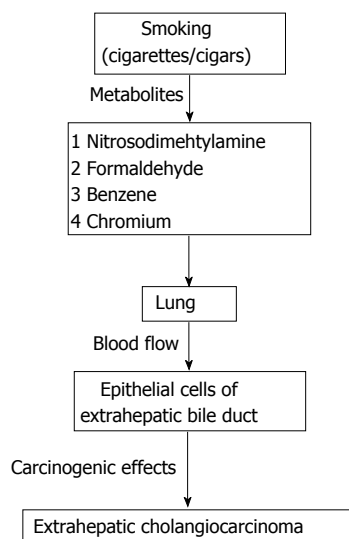 Smoking
(cigarettes/cigars)
Metabolites
1 Nitrosodimehtylamine
2 Formaldehyde
3 Benzene
4 Chromium
Lung
Blood flow
Epithelial cells of
extrahepatic bile duct
Carcinogenic effects
Extrahepatic cholangiocarcinoma